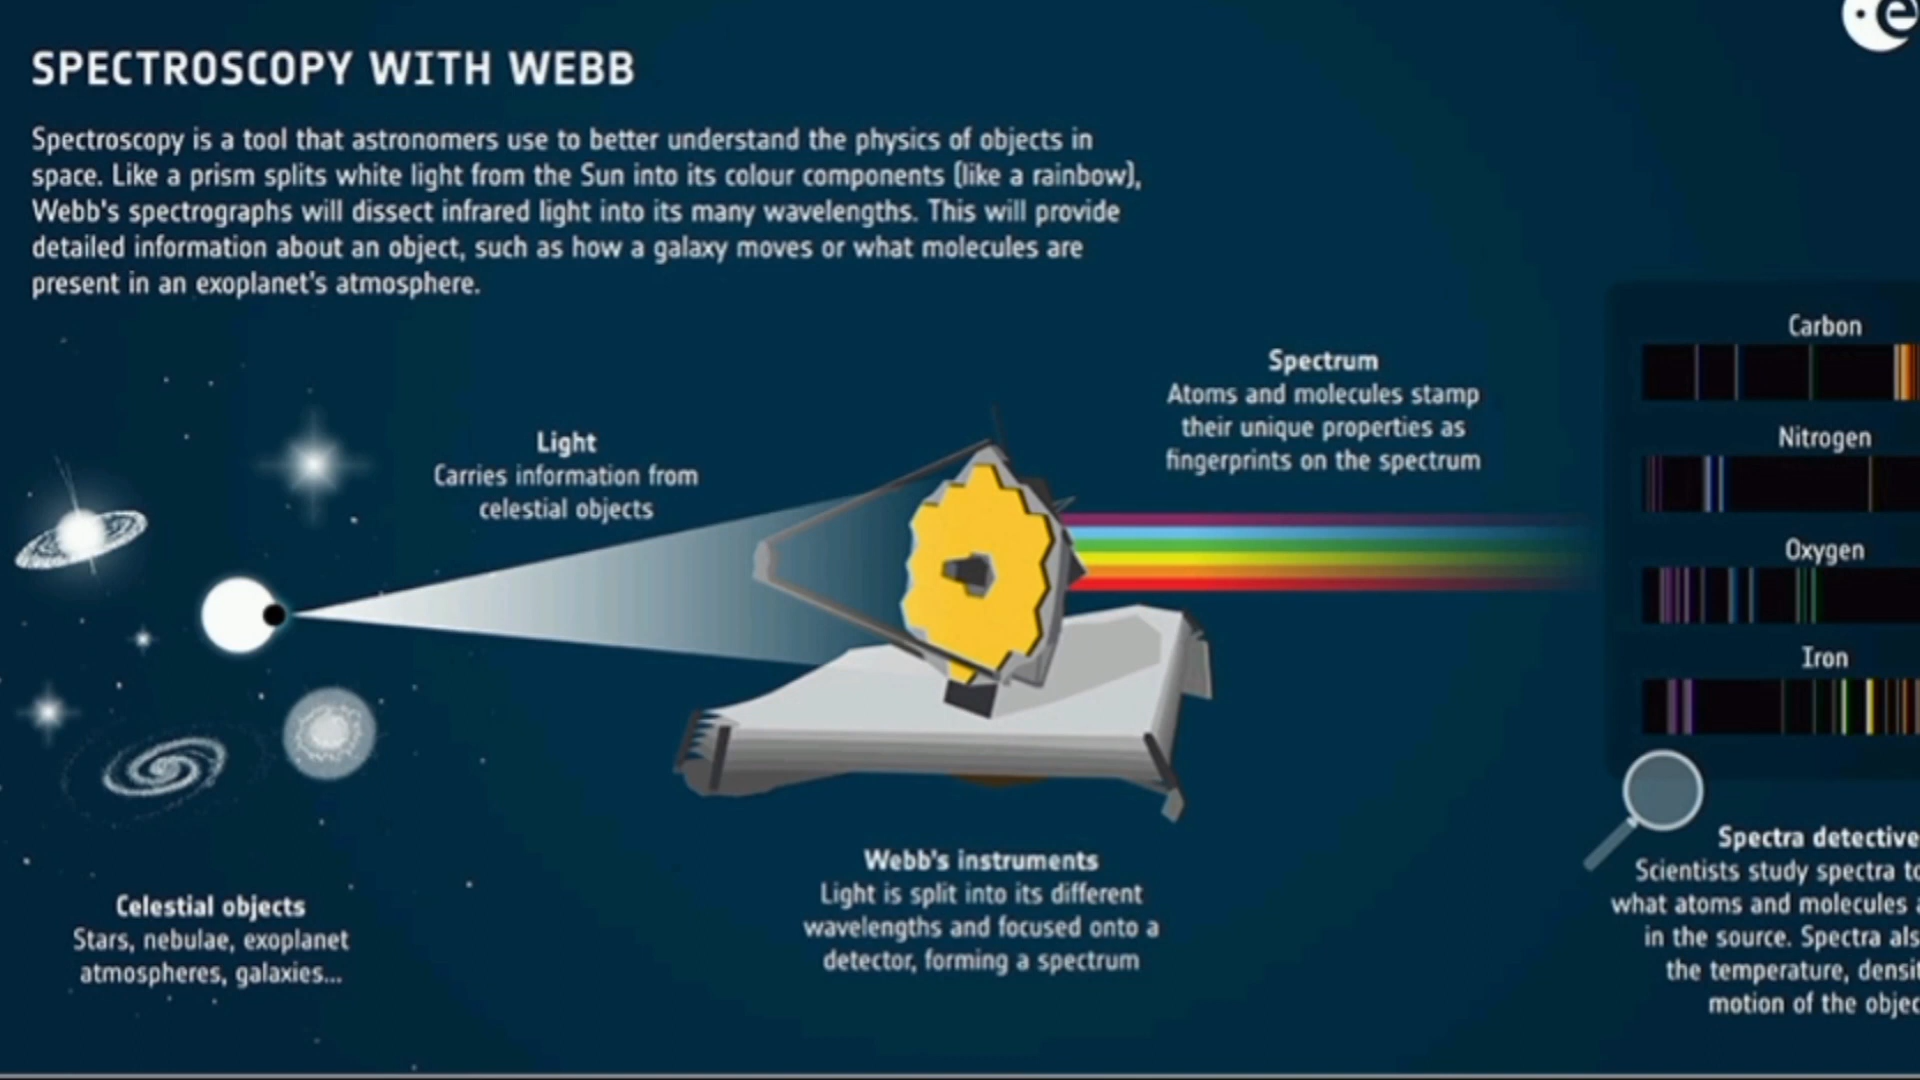 SPECTROSCOPY WITH WEBB
Spectroscopy is a tool that astronomers use to better understand the physics of objects in
space. Like a prism splits white light from the Sun into its colour components (like a rainbow),
Webb's spectrographs will dissect infrared light into its many wavelengths. This will provide
detailed information about an object, such as how a galaxy moves or what molecules are
present in an exoplanet's atmosphere.
Light
Carries information from
celestial objects
Spectrum
Atoms and molecules stamp
their unique properties as
fingerprints on the spectrum
Carbon
Nitrogen
Oxygen
Iron
Celestial objects
Stars, nebulae, exoplanet
atmospheres, galaxies...
Webb's instruments
Light is split into its different
wavelengths and focused onto a
detector, forming a spectrum
Spectra detective
Scientists study spectra to
what atoms and molecules
in the source. Spectra als
the temperature, densit
motion of the objec